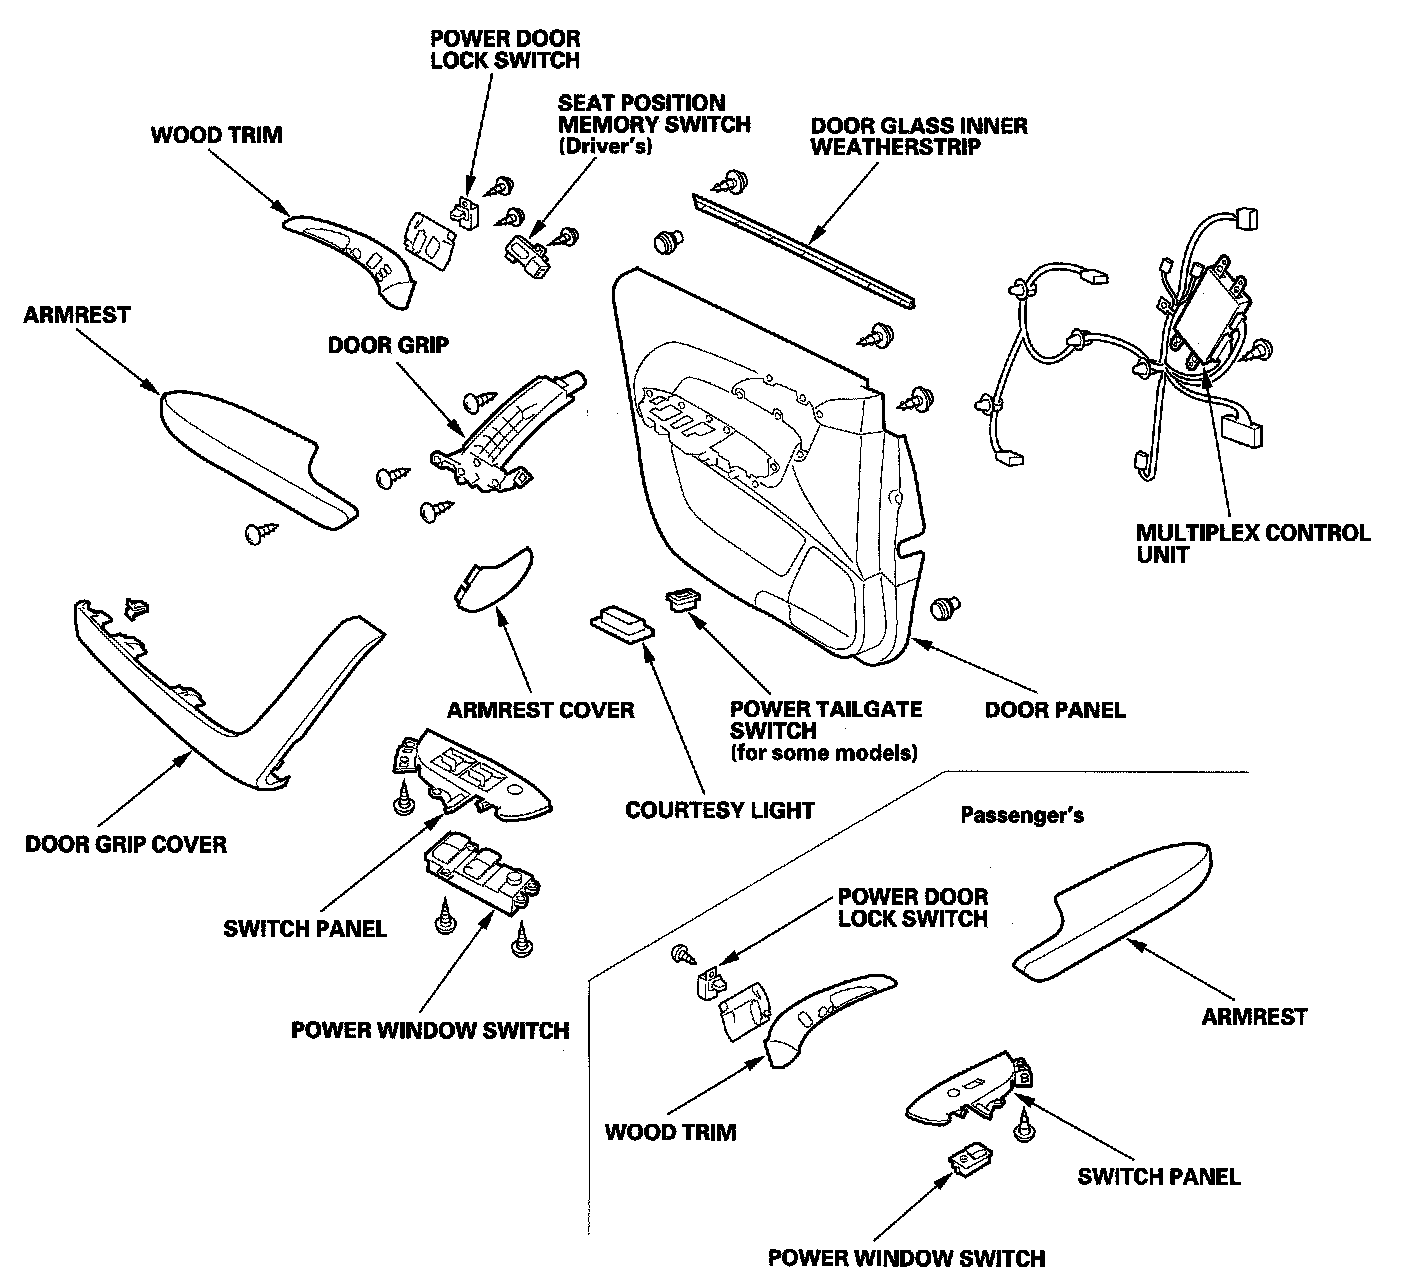 POWER DOOR
LOCK SWITCH
SEAT POSITION
MEMORY SWITCH
(Driver's)
WOOD TRIM
DOOR GLASS INNER
WEATHERSTRIP
ARMREST
DOOR GRIP
MULTIPLEX CONTROL
UNIT
ARMREST COVER
POWER TAILGATE
SWITCH
(for some models)
DOOR PANEL
COURTESY LIGHT
DOOR GRIP COVER
SWITCH PANEL
POWER WINDOW SWITCH
Passenger's
POWER DOOR
LOCK SWITCH
ARMREST
WOOD TRIM
SWITCH PANEL
POWER WINDOW SWITCH